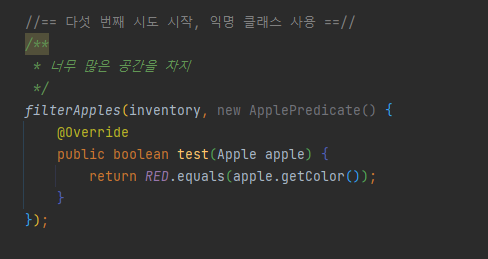 //== 다섯 번째 시도 시작, 익명 클래스 사용 ==//
/**
 * 너무 많은 공간을 차지
 */
filterApples(inventory, new ApplePredicate() {
    @Override
    public boolean test(Apple apple) {
        return RED.equals(apple.getColor());
    }
});